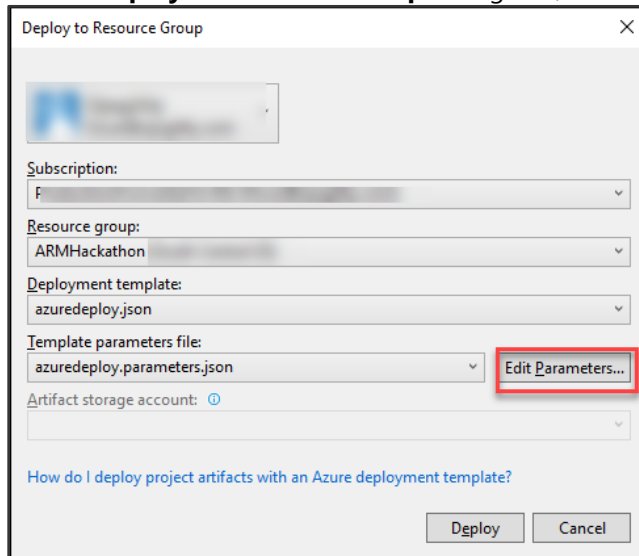 Deploy to Resource Group
Subscription:
Resource group:
ARMHackathon
Deployment template:
azuredeploy.json
Template parameters file:
azuredeploy.parameters.json
Edit Parameters...
Artifact storage account:
How do I deploy project artifacts with an Azure deployment template?
Deploy
Cancel